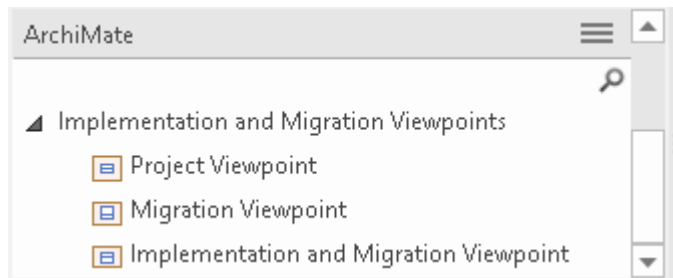 ArchiMate
Implementation and Migration Viewpoints
Project Viewpoint
Migration Viewpoint
Implementation and Migration Viewpoint